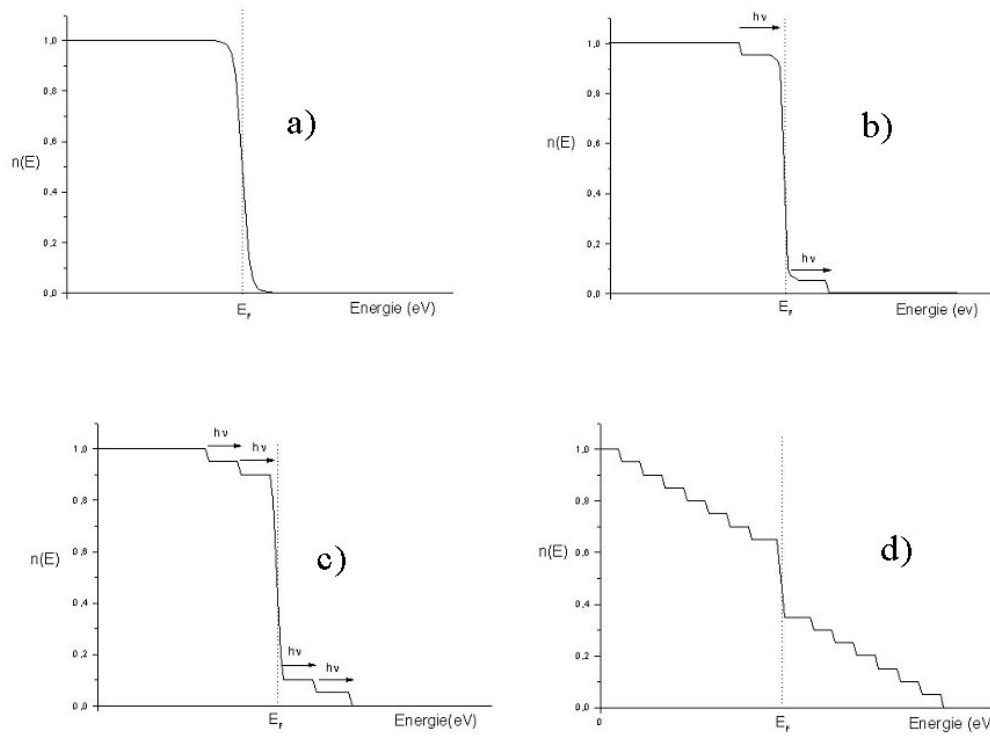 1,0
0,8
0,6
0,4
0,2
0,0
n(E)
a)
E_F
Energie (eV)
hν
1,0
0,8
0,6
0,4
0,2
0,0
n(E)
b)
hν
E_F
Energie (ev)
hν
hν
1,0
0,8
0,6
0,4
0,2
0,0
n(E)
c)
hν
hν
E_F
Energie(eV)
1,0
0,8
0,6
0,4
0,2
0,0
n(E)
d)
0
E_F
Energie (eV